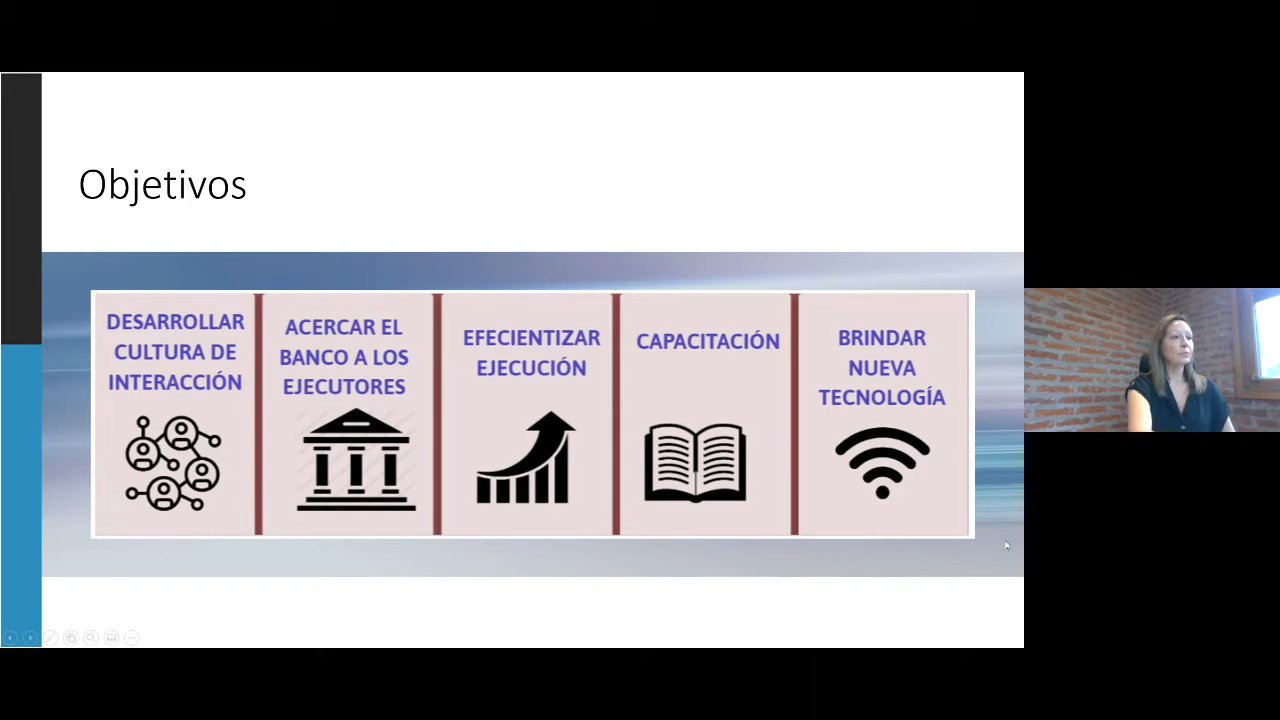 Objetivos
DESARROLLAR
CULTURA DE
INTERACCIÓN
ACERCAR EL
BANCO A LOS
EJECUTORES
EFECIENTIZAR
EJECUCIÓN
CAPACITACIÓN
BRINDAR
NUEVA
TECNOLOGÍA